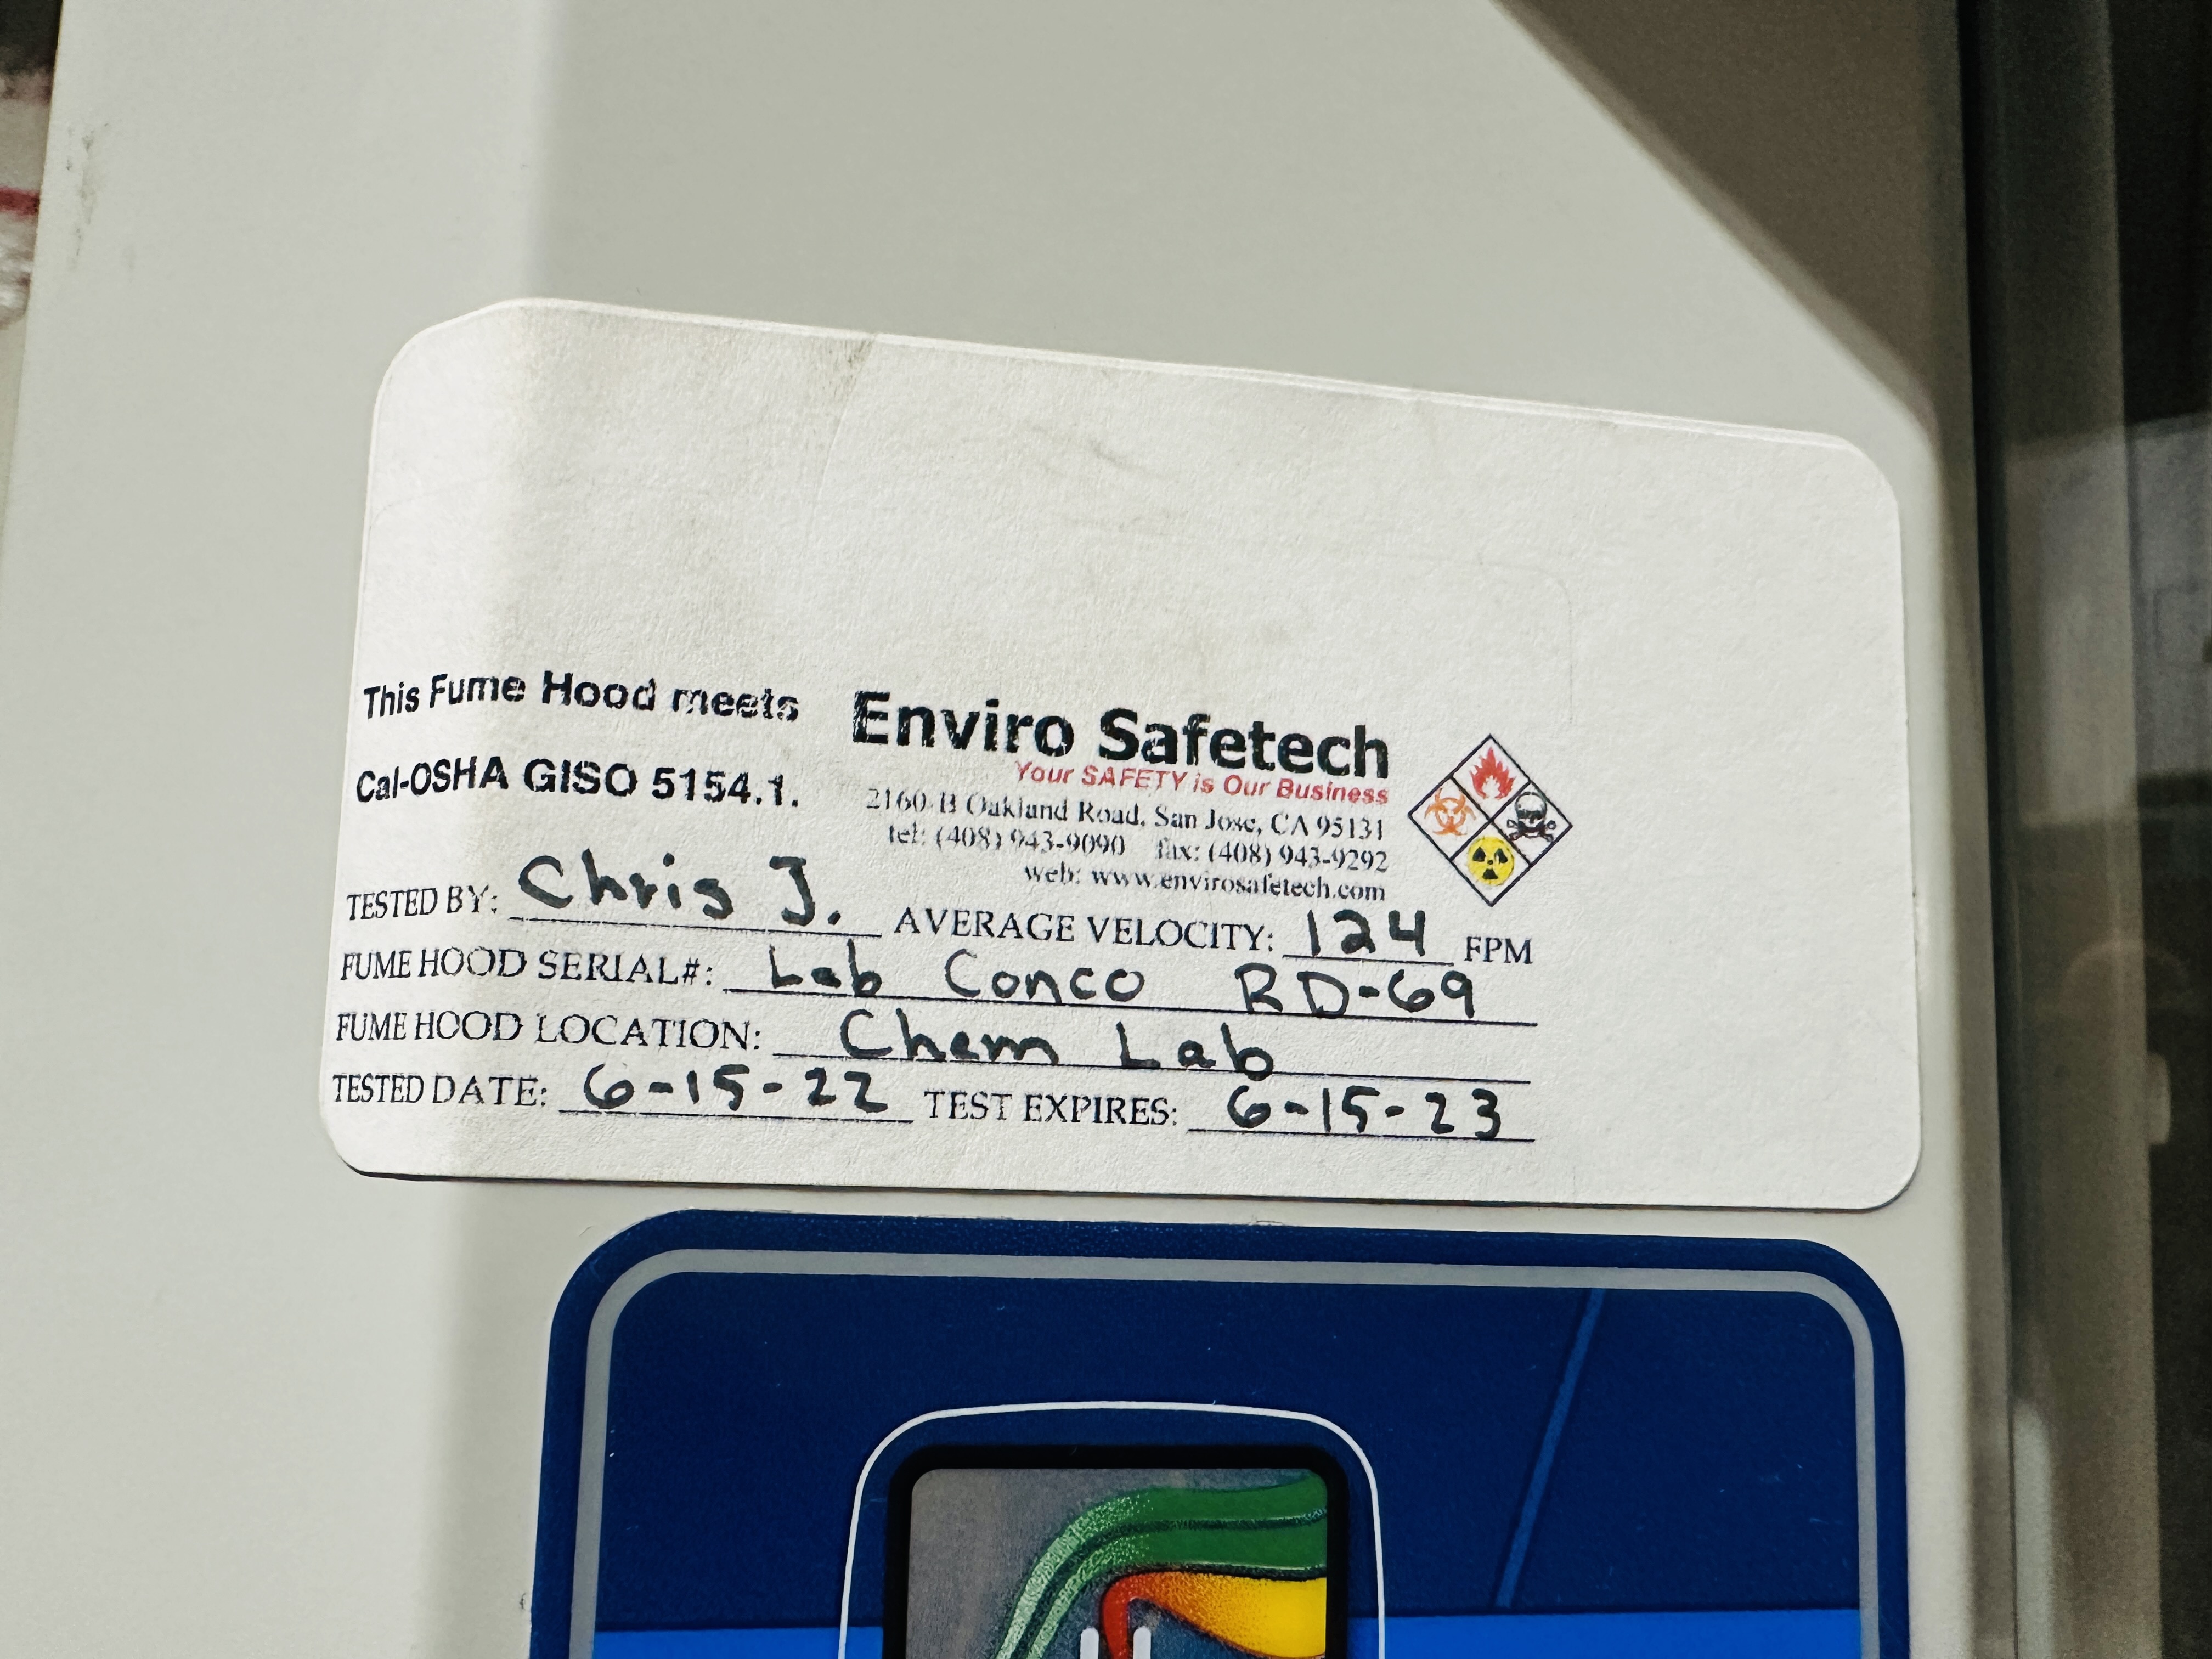 This Fume Hood meets
Cal-OSHA GISO 5154.1.
Enviro Safetech
Your SAFETY is Our Business
2160-B Oakland Road, San Jose, CA 95131
tel: (408) 943-9090 fax: (408) 943-9292
web: www.envirosafetech.com
TESTED BY: Chris J. AVERAGE VELOCITY: 124 FPM
FUME HOOD SERIAL#: Lab Conco RD-69
FUME HOOD LOCATION: Chem Lab
TESTED DATE: 6-15-22 TEST EXPIRES: 6-15-23